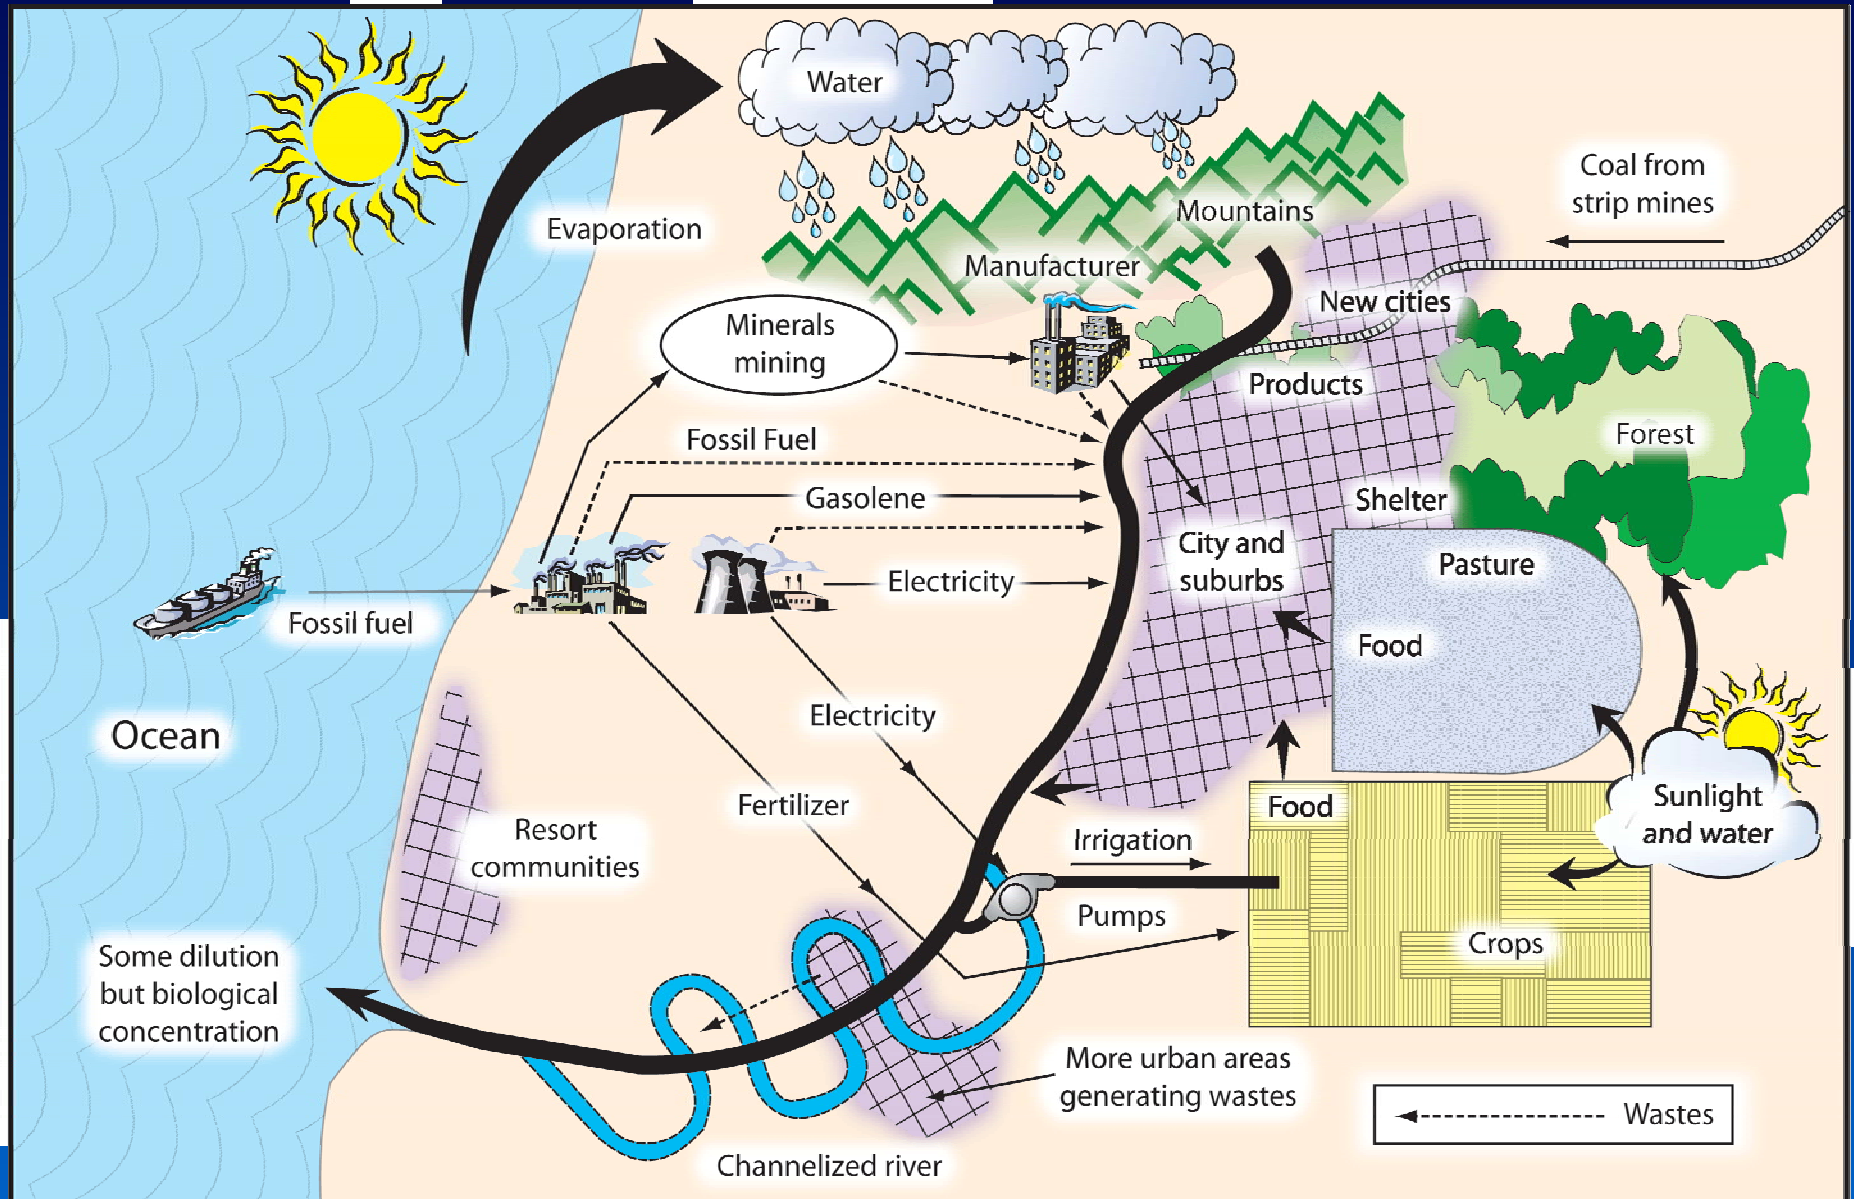 Water
Coal from
strip mines
Mountains
Evaporation
Manufacturer
New cities
Minerals
mining
Products
Forest
Fossil Fuel
Gasolene
Shelter
City and
suburbs
Pasture
Electricity
Fossil fuel
Food
Electricity
Ocean
Fertilizer
Food
Sunlight
and water
Resort
communities
Irrigation
Pumps
Crops
Some dilution
but biological
concentration
More urban areas
generating wastes
Wastes
Channelized river